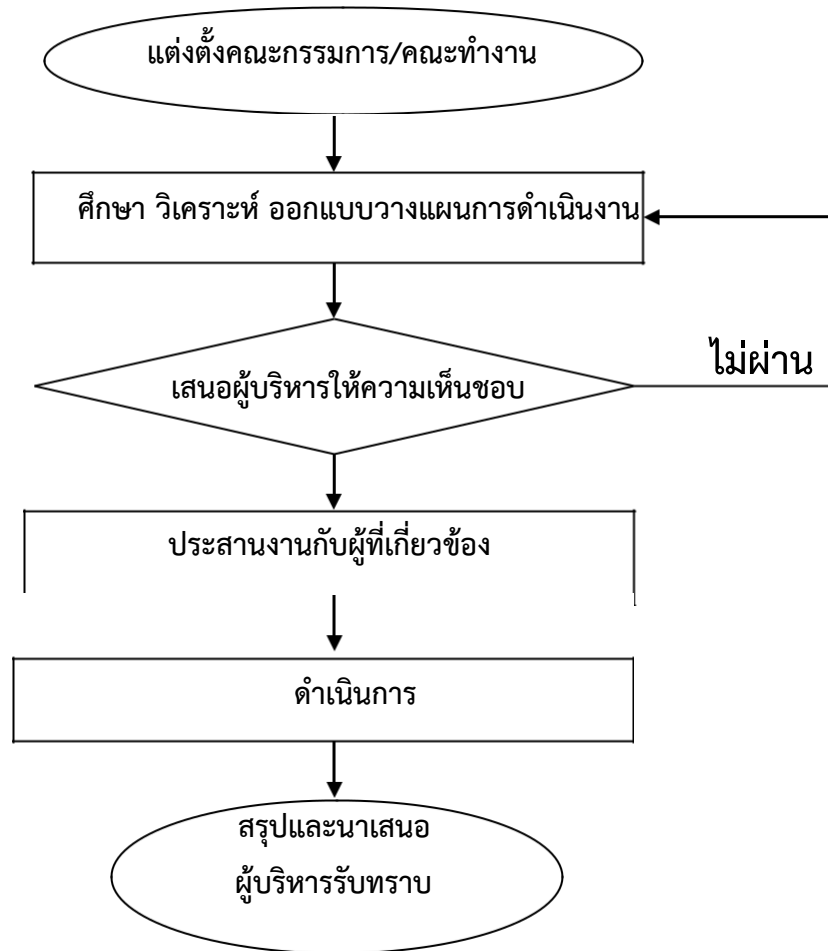 แต่งตั้งคณะกรรมการ/คณะทำงาน
ศึกษา วิเคราะห์ ออกแบบวางแผนการดำเนินงาน
ไม่ผ่าน
เสนอผู้บริหารให้ความเห็นชอบ
ประสานงานกับผู้ที่เกี่ยวข้อง
ดำเนินการ
สรุปและนาเสนอ
ผู้บริหารรับทราบ